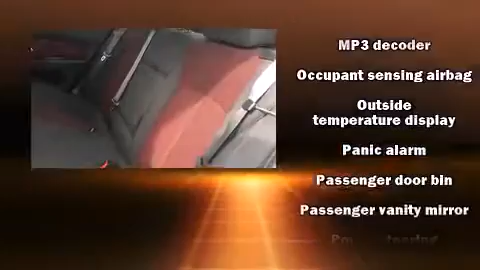 MP3 decoder
Occupant sensing airbag
Outside
temperature display
Panic alarm
Passenger door bin
Passenger vanity mirror